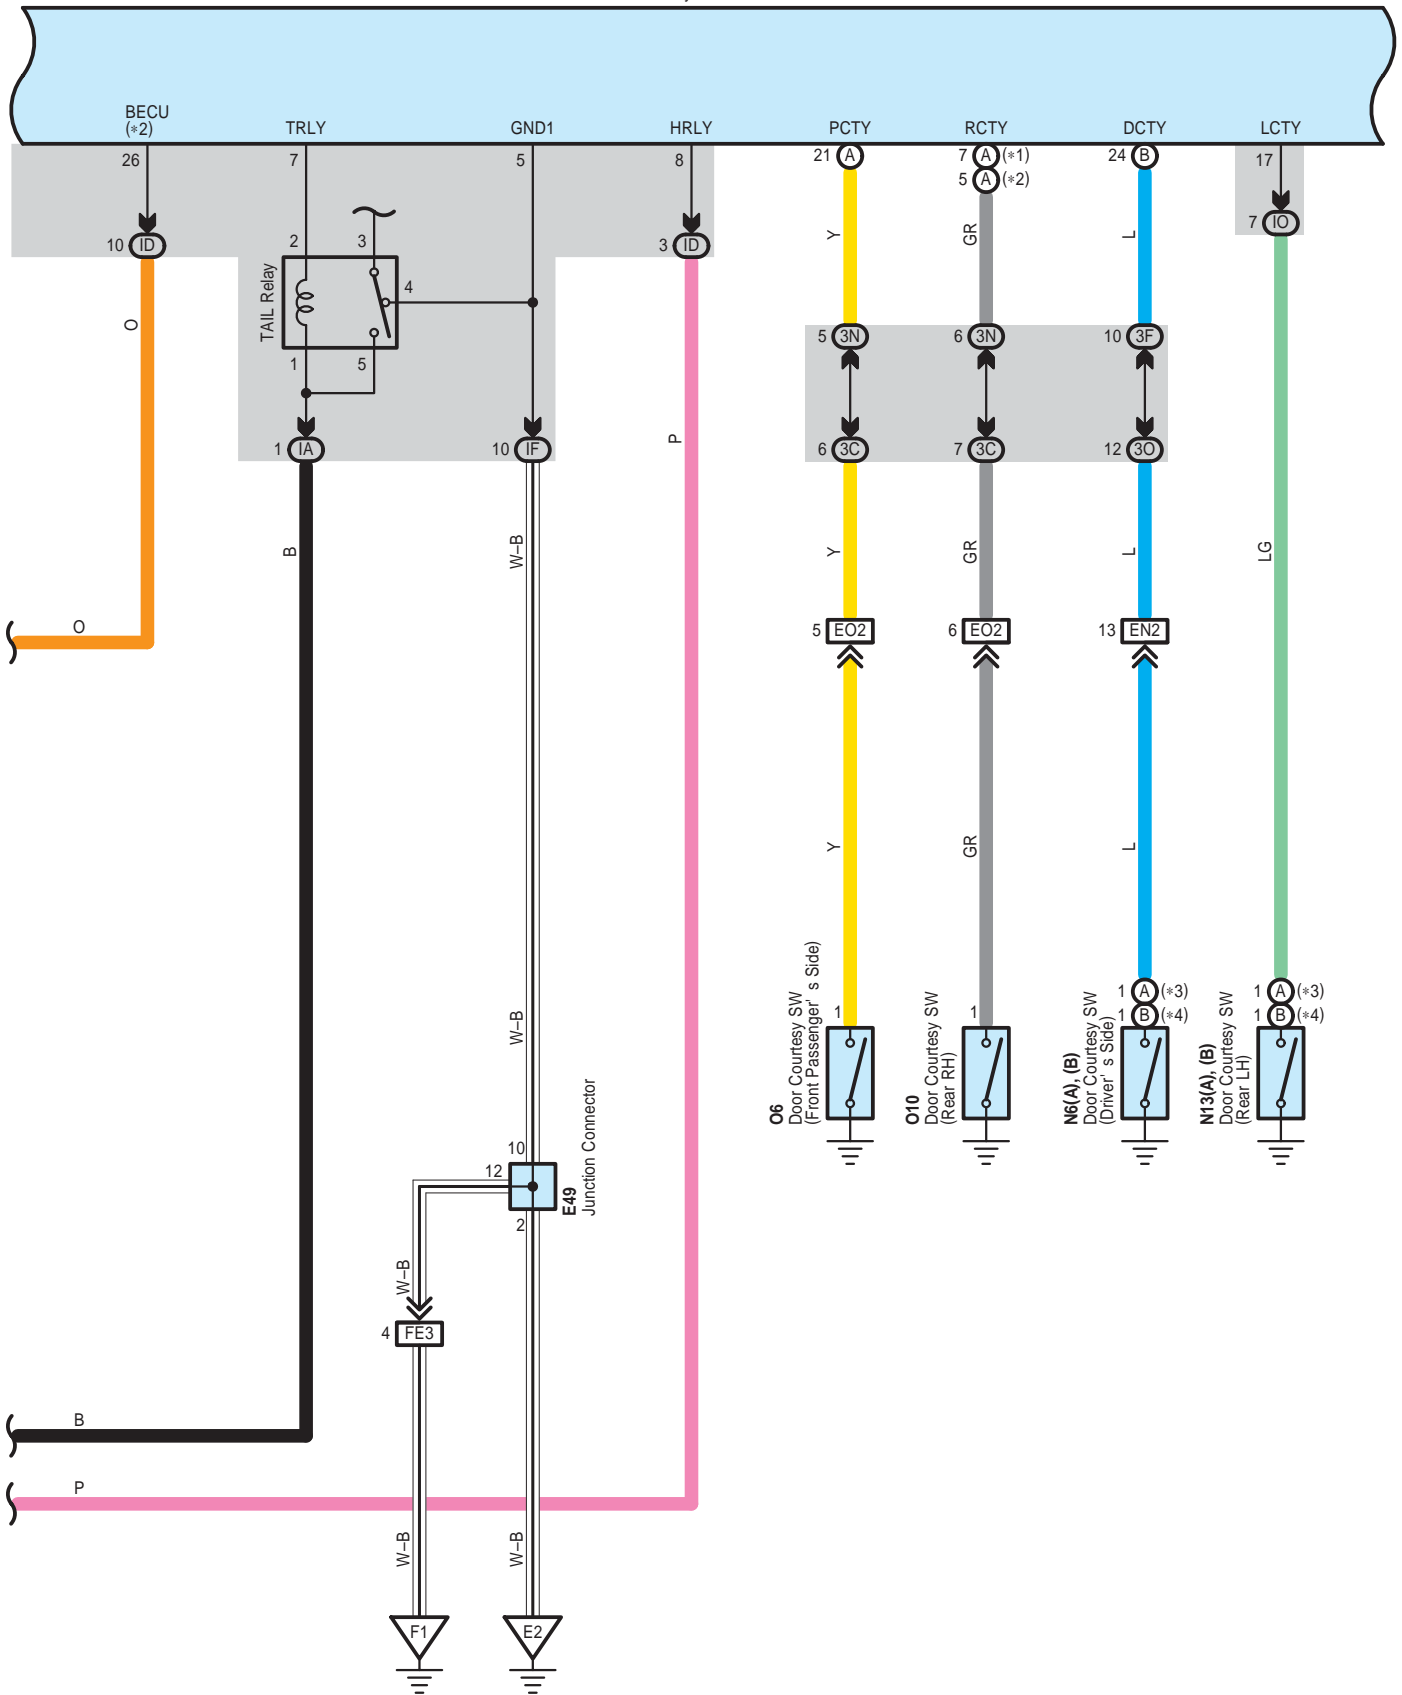 BECU
(*2)
TRLY
GND1
HRLY
PCTY
RCTY
DCTY
LCTY
26
7
5
8
21 A
7 A (*1)
5 A (*2)
24 B
17
10 ID
3 ID
7 IO
2
3
4
1
5
TAIL Relay
O
Y
GR
L
5 3N
6 3N
10 3F
1 IA
10 IF
6 3C
7 3C
12 3O
P
B
W–B
Y
GR
L
LG
O
5 EO2
6 EO2
13 EN2
Y
GR
L
W–B
1
1
1 A (*3)
1 B (*4)
1 A (*3)
1 B (*4)
O6
Door Courtesy SW
(Front Passenger' s Side)
O10
Door Courtesy SW
(Rear RH)
N6(A), (B)
Door Courtesy SW
(Driver' s Side)
N13(A), (B)
Door Courtesy SW
(Rear LH)
10
12
2
E49
Junction Connector
W–B
4 FE3
B
P
W–B
W–B
F1
E2